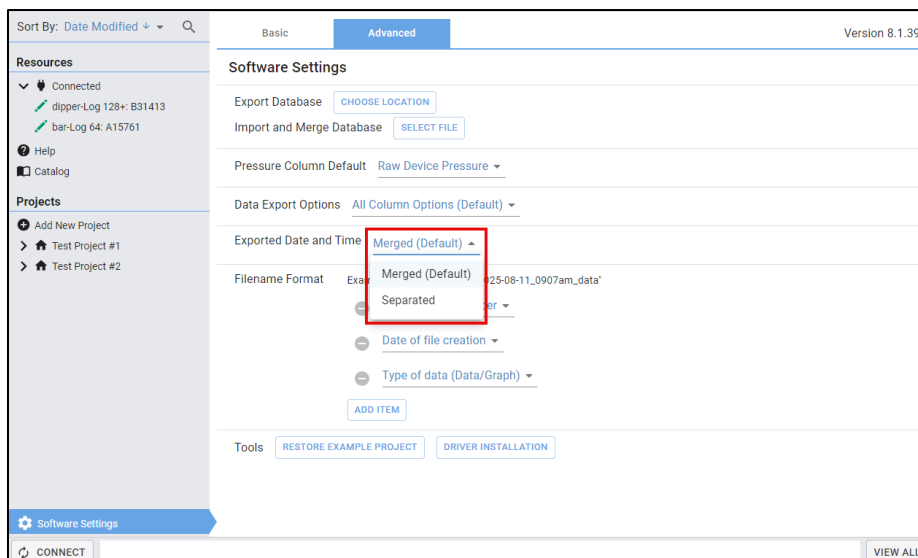 Sort By: Date Modified
Basic
Advanced
Version 8.1.39
Resources
Connected
dipper-Log 128+: B31413
bar-Log 64: A15761
Help
Catalog
Projects
Add New Project
Test Project #1
Test Project #2
Software Settings
Export Database CHOOSE LOCATION
Import and Merge Database SELECT FILE
Pressure Column Default Raw Device Pressure
Data Export Options All Column Options (Default)
Exported Date and Time Merged (Default)
Merged (Default)
Separated
Filename Format
25-08-11_0907am_data"
Date of file creation
Type of data (Data/Graph)
ADD ITEM
Tools RESTORE EXAMPLE PROJECT DRIVER INSTALLATION
Software Settings
CONNECT
VIEW ALL